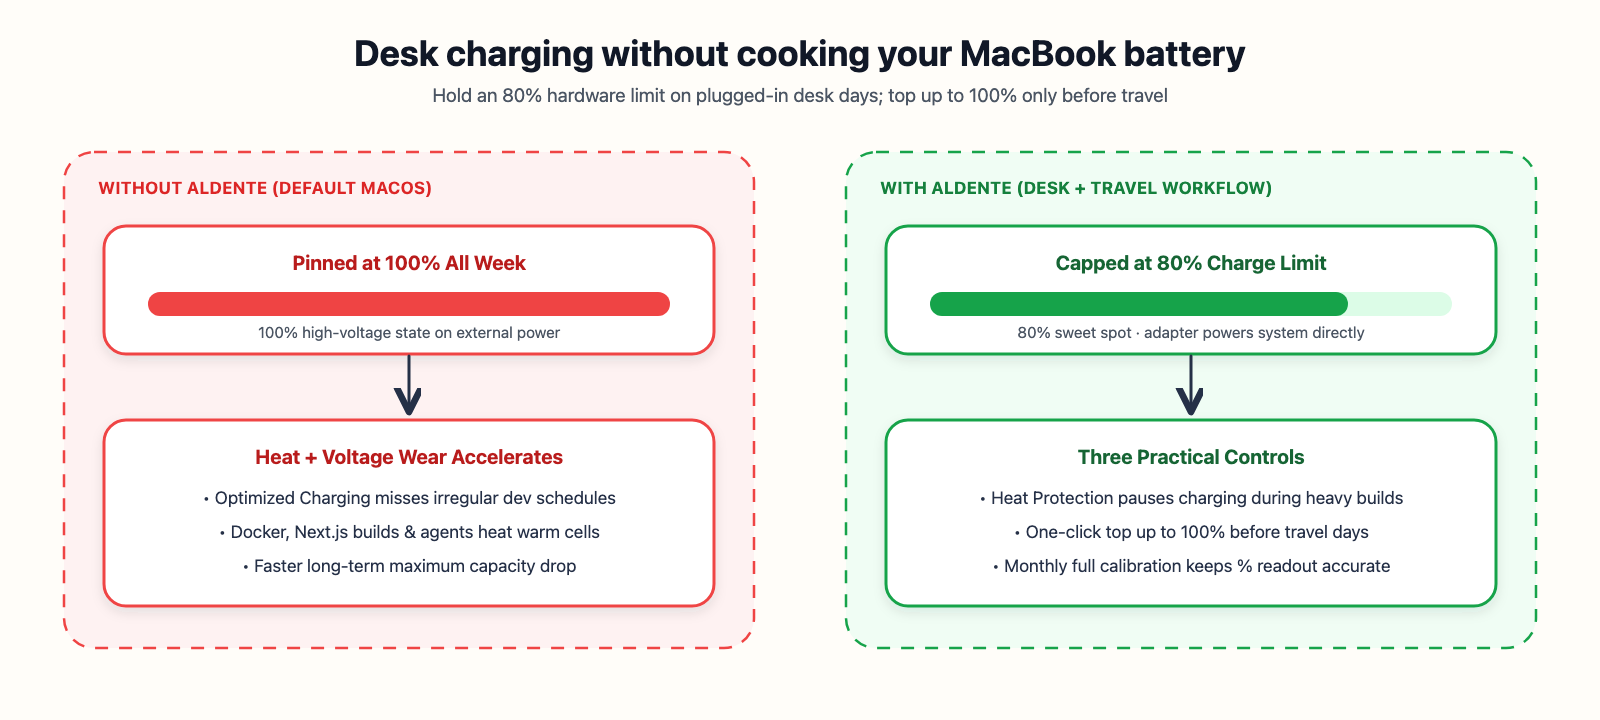 Desk charging without cooking your MacBook battery
Hold an 80% hardware limit on plugged-in desk days; top up to 100% only before travel
WITHOUT ALDENTE (DEFAULT MACOS)
Pinned at 100% All Week
100% high-voltage state on external power
Heat + Voltage Wear Accelerates
• Optimized Charging misses irregular dev schedules
• Docker, Next.js builds & agents heat warm cells
• Faster long-term maximum capacity drop
WITH ALDENTE (DESK + TRAVEL WORKFLOW)
Capped at 80% Charge Limit
80% sweet spot · adapter powers system directly
Three Practical Controls
• Heat Protection pauses charging during heavy builds
• One-click top up to 100% before travel days
• Monthly full calibration keeps % readout accurate